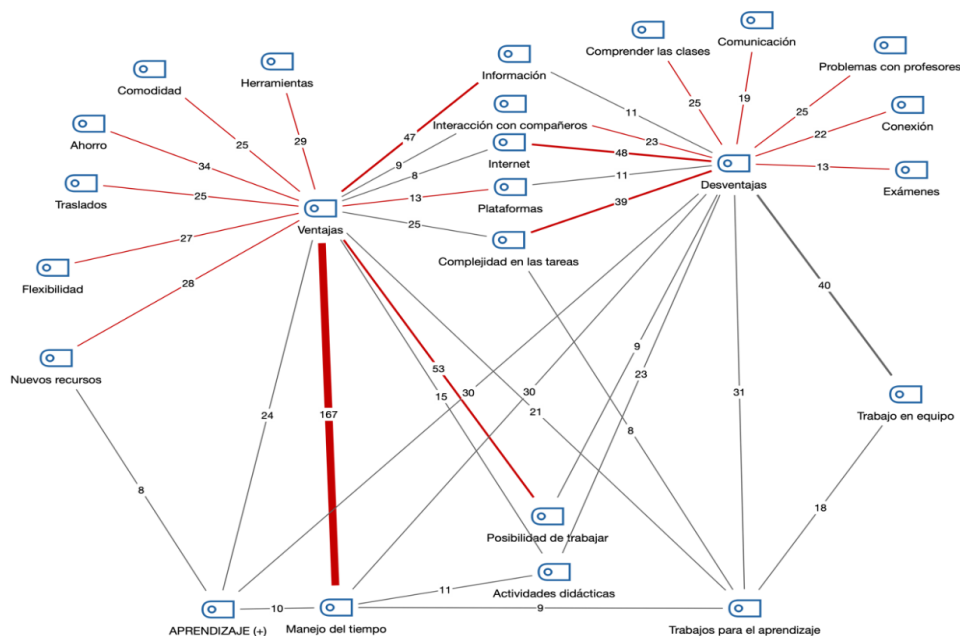 Comunicación
Comprender las clases
Herramientas
Información
Problemas con profesores
Comodidad
11
25
19
25
Ahorro
25
29
47
Interacción con compañeros
23
22
Conexión
34
9
Internet
48
8
11
13
Traslados
25
13
Plataformas
Desventajas
Exámenes
39
Ventajas
25
27
Complejidad en las tareas
Flexibilidad
28
40
9
Nuevos recursos
53
23
30
30
31
15
21
24
167
Trabajo en equipo
8
8
18
Posibilidad de trabajar
11
Actividades didácticas
10
9
APRENDIZAJE (+)
Manejo del tiempo
Trabajos para el aprendizaje